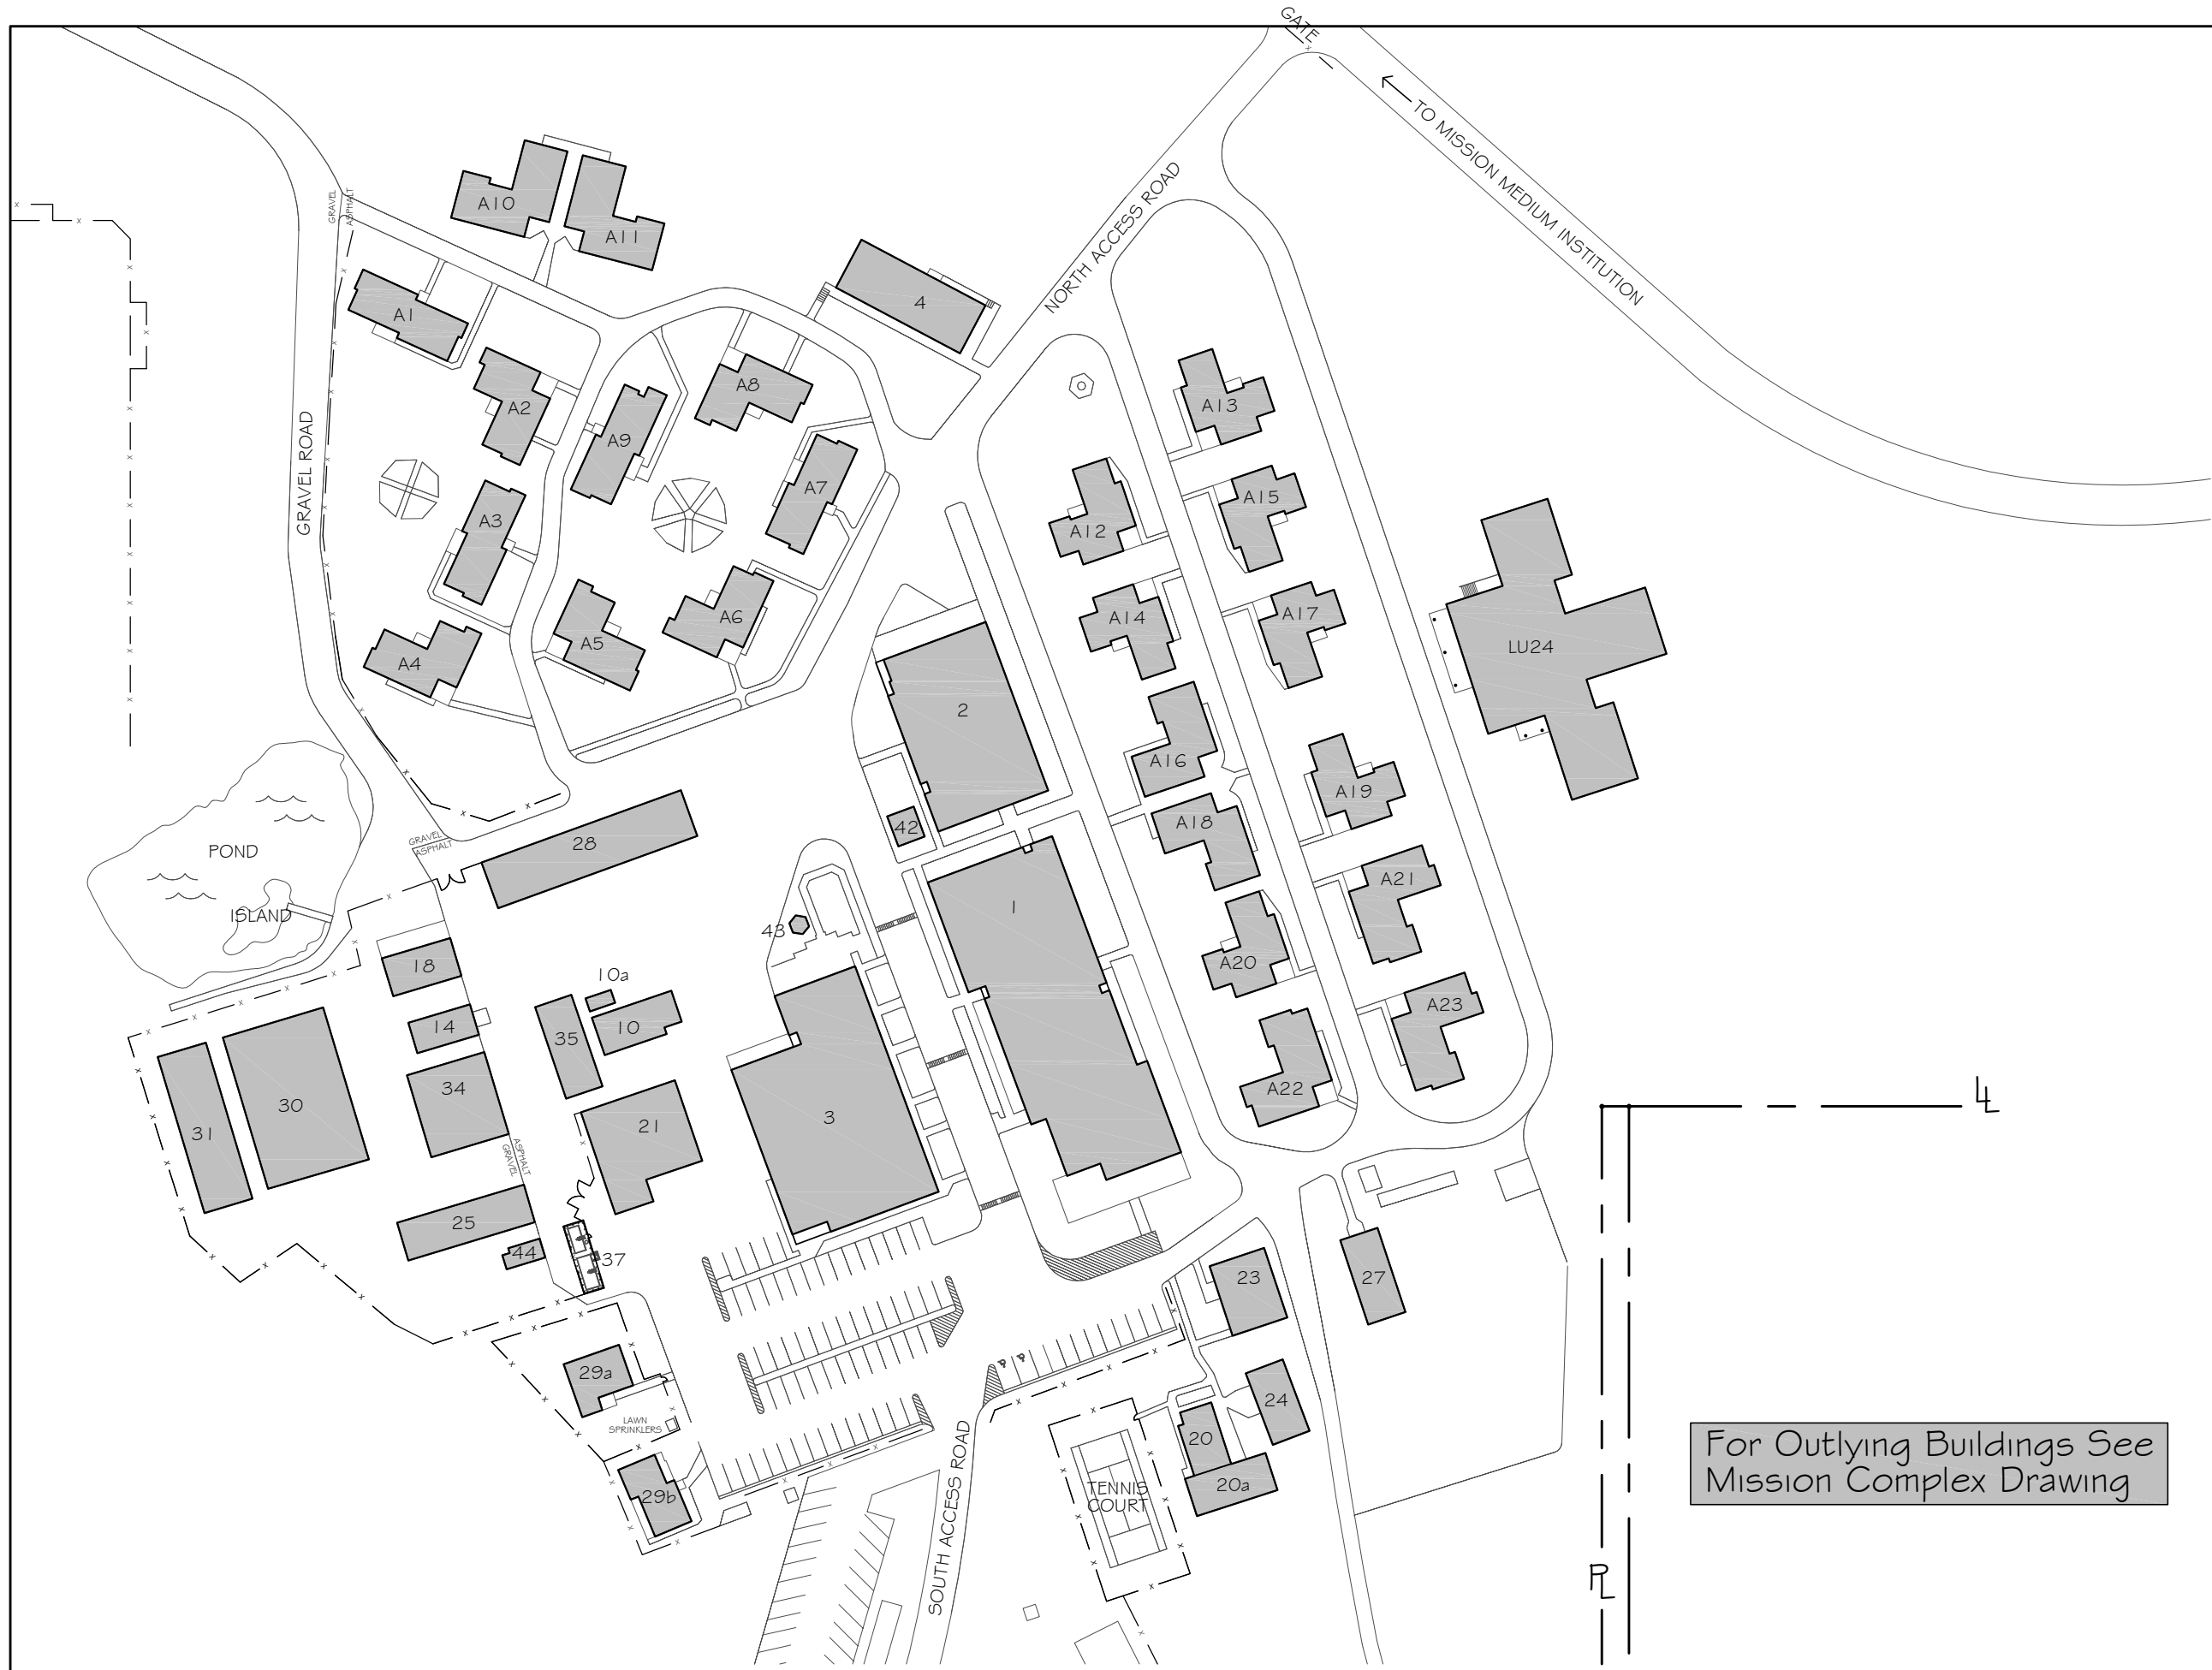 GATE
TO MISSION MEDIUM INSTITUTION
NORTH ACCESS ROAD
GRAVEL
ASPHALT
GRAVEL ROAD
A10
A11
A1
4
A2
A8
A9
A13
A7
A15
A3
A12
A6
A5
A14
A17
LU24
A4
2
A16
A19
A18
42
28
GRAVEL
ASPHALT
POND
ISLAND
A21
1
43
18
10a
A20
A23
14
10
35
34
30
31
21
3
A22
ASPHALT
GRAVEL
25
44
37
23
27
29a
24
LAWN
SPRINKLERS
20
20a
29b
TENNIS
COURT
SOUTH ACCESS ROAD
LL
PL
For Outlying Buildings See
Mission Complex Drawing